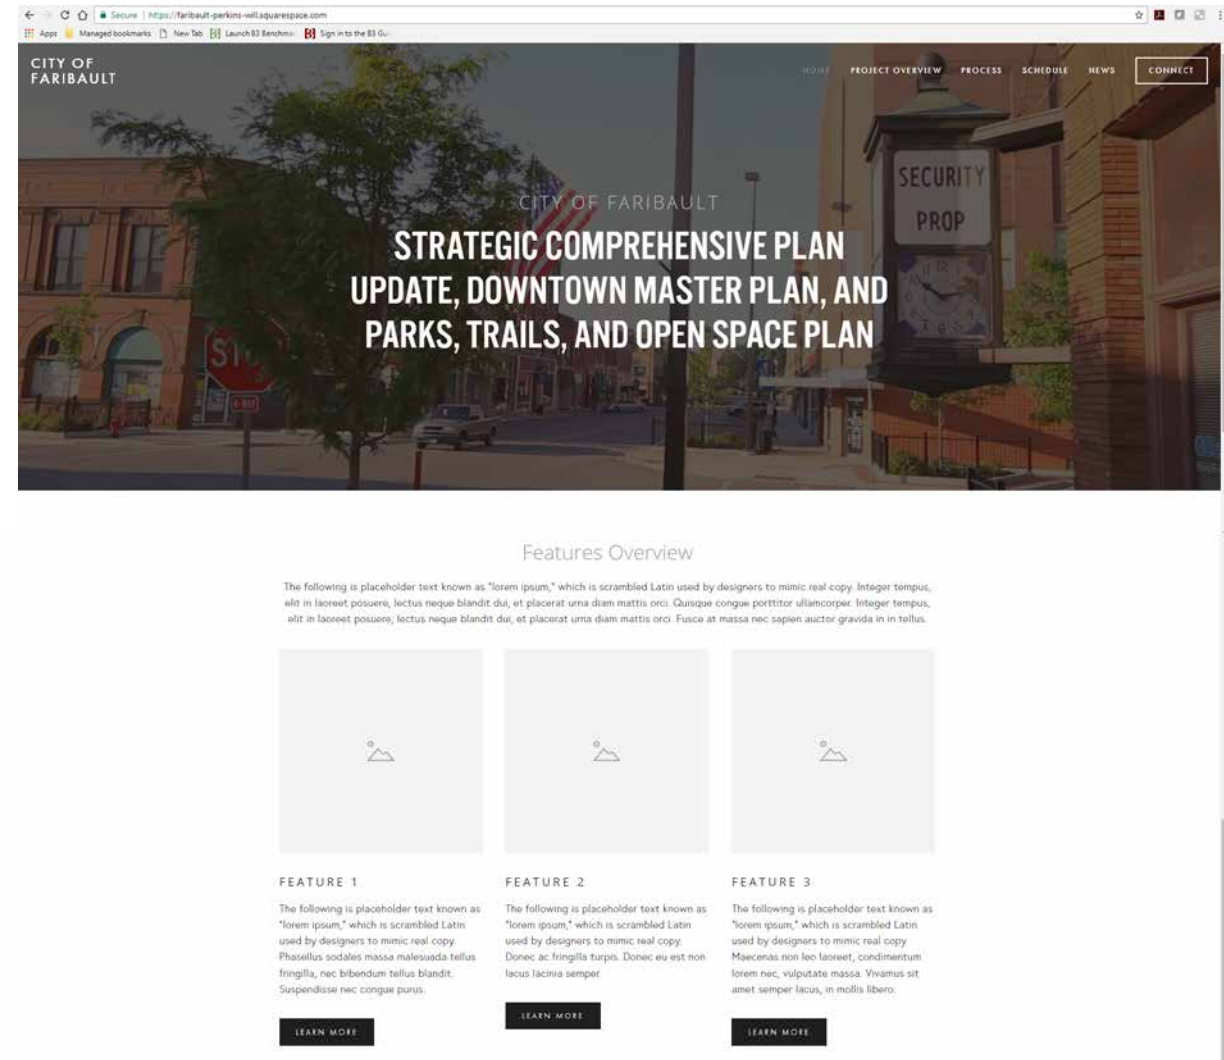 Secure | https://faribault-perkins-will.squarespace.com
Apps Managed bookmarks New Tab Launch B3 Benchma Sign in to the B3 Gu
CITY OF
FARIBAULT
HOME PROJECT OVERVIEW PROCESS SCHEDULE NEWS CONNECT
SECURITY
PROP
CITY OF FARIBAULT
STRATEGIC COMPREHENSIVE PLAN
UPDATE, DOWNTOWN MASTER PLAN, AND
PARKS, TRAILS, AND OPEN SPACE PLAN
STOP
Features Overview
The following is placeholder text known as "lorem ipsum," which is scrambled Latin used by designers to mimic real copy. Integer tempus,
elit in laoreet posuere, lectus neque blandit dui, et placerat urna diam mattis orci. Quisque congue porttitor ullamcorper. Integer tempus,
elit in laoreet posuere, lectus neque blandit dui, et placerat urna diam mattis orci. Fusce at massa nec sapien auctor gravida in in tellus.
FEATURE 1
The following is placeholder text known as
"lorem ipsum," which is scrambled Latin
used by designers to mimic real copy.
Phasellus sodales massa malesuada tellus
fringilla, nec bibendum tellus blandit.
Suspendisse nec congue purus.
LEARN MORE
FEATURE 2
The following is placeholder text known as
"lorem ipsum," which is scrambled Latin
used by designers to mimic real copy.
Donec ac fringilla turpis. Donec eu est non
lacus lacinia semper.
LEARN MORE
FEATURE 3
The following is placeholder text known as
"lorem ipsum," which is scrambled Latin
used by designers to mimic real copy.
Maecenas non leo laoreet, condimentum
lorem nec, vulputate massa. Vivamus sit
amet semper lacus, in mollis libero.
LEARN MORE